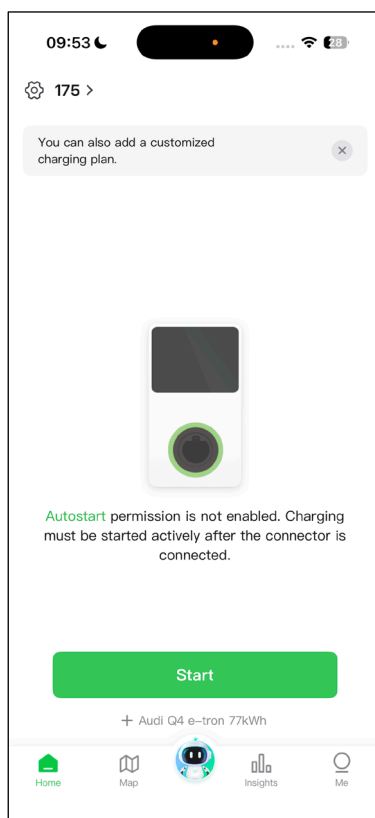 09:53
28
175 >
You can also add a customized
charging plan.
Autostart permission is not enabled. Charging
must be started actively after the connector is
connected.
Start
+ Audi Q4 e-tron 77kWh
Home
Map
Insights
Me